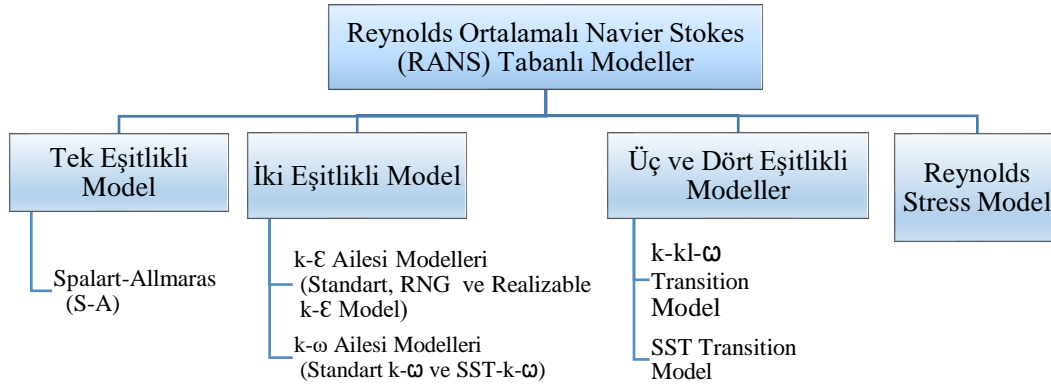 Reynolds Ortalamalı Navier Stokes
(RANS) Tabanlı Modeller
Tek Eşitlikli
Model
İki Eşitlikli Model
Üç ve Dört Eşitlikli
Modeller
Reynolds
Stress Model
Spalart-Allmaras
(S-A)
k-Ɛ Ailesi Modelleri
(Standart, RNG ve Realizable
k-Ɛ Model)
k-ω Ailesi Modelleri
(Standart k-ω ve SST-k-ω)
k-kl-ω
Transition
Model
SST Transition
Model